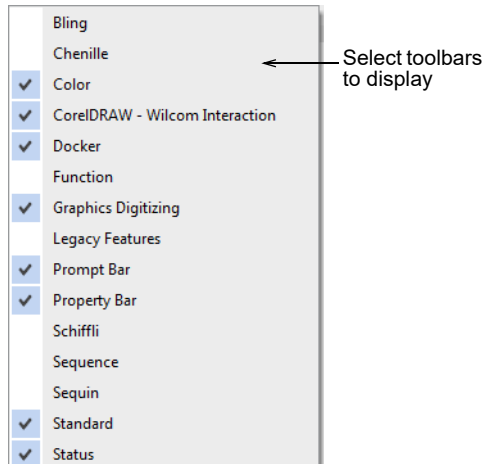 Bling
Chenille
Color
CorelDRAW - Wilcom Interaction
Docker
Function
Graphics Digitizing
Legacy Features
Prompt Bar
Property Bar
Schiffli
Sequence
Sequin
Standard
Status
Select toolbars
to display